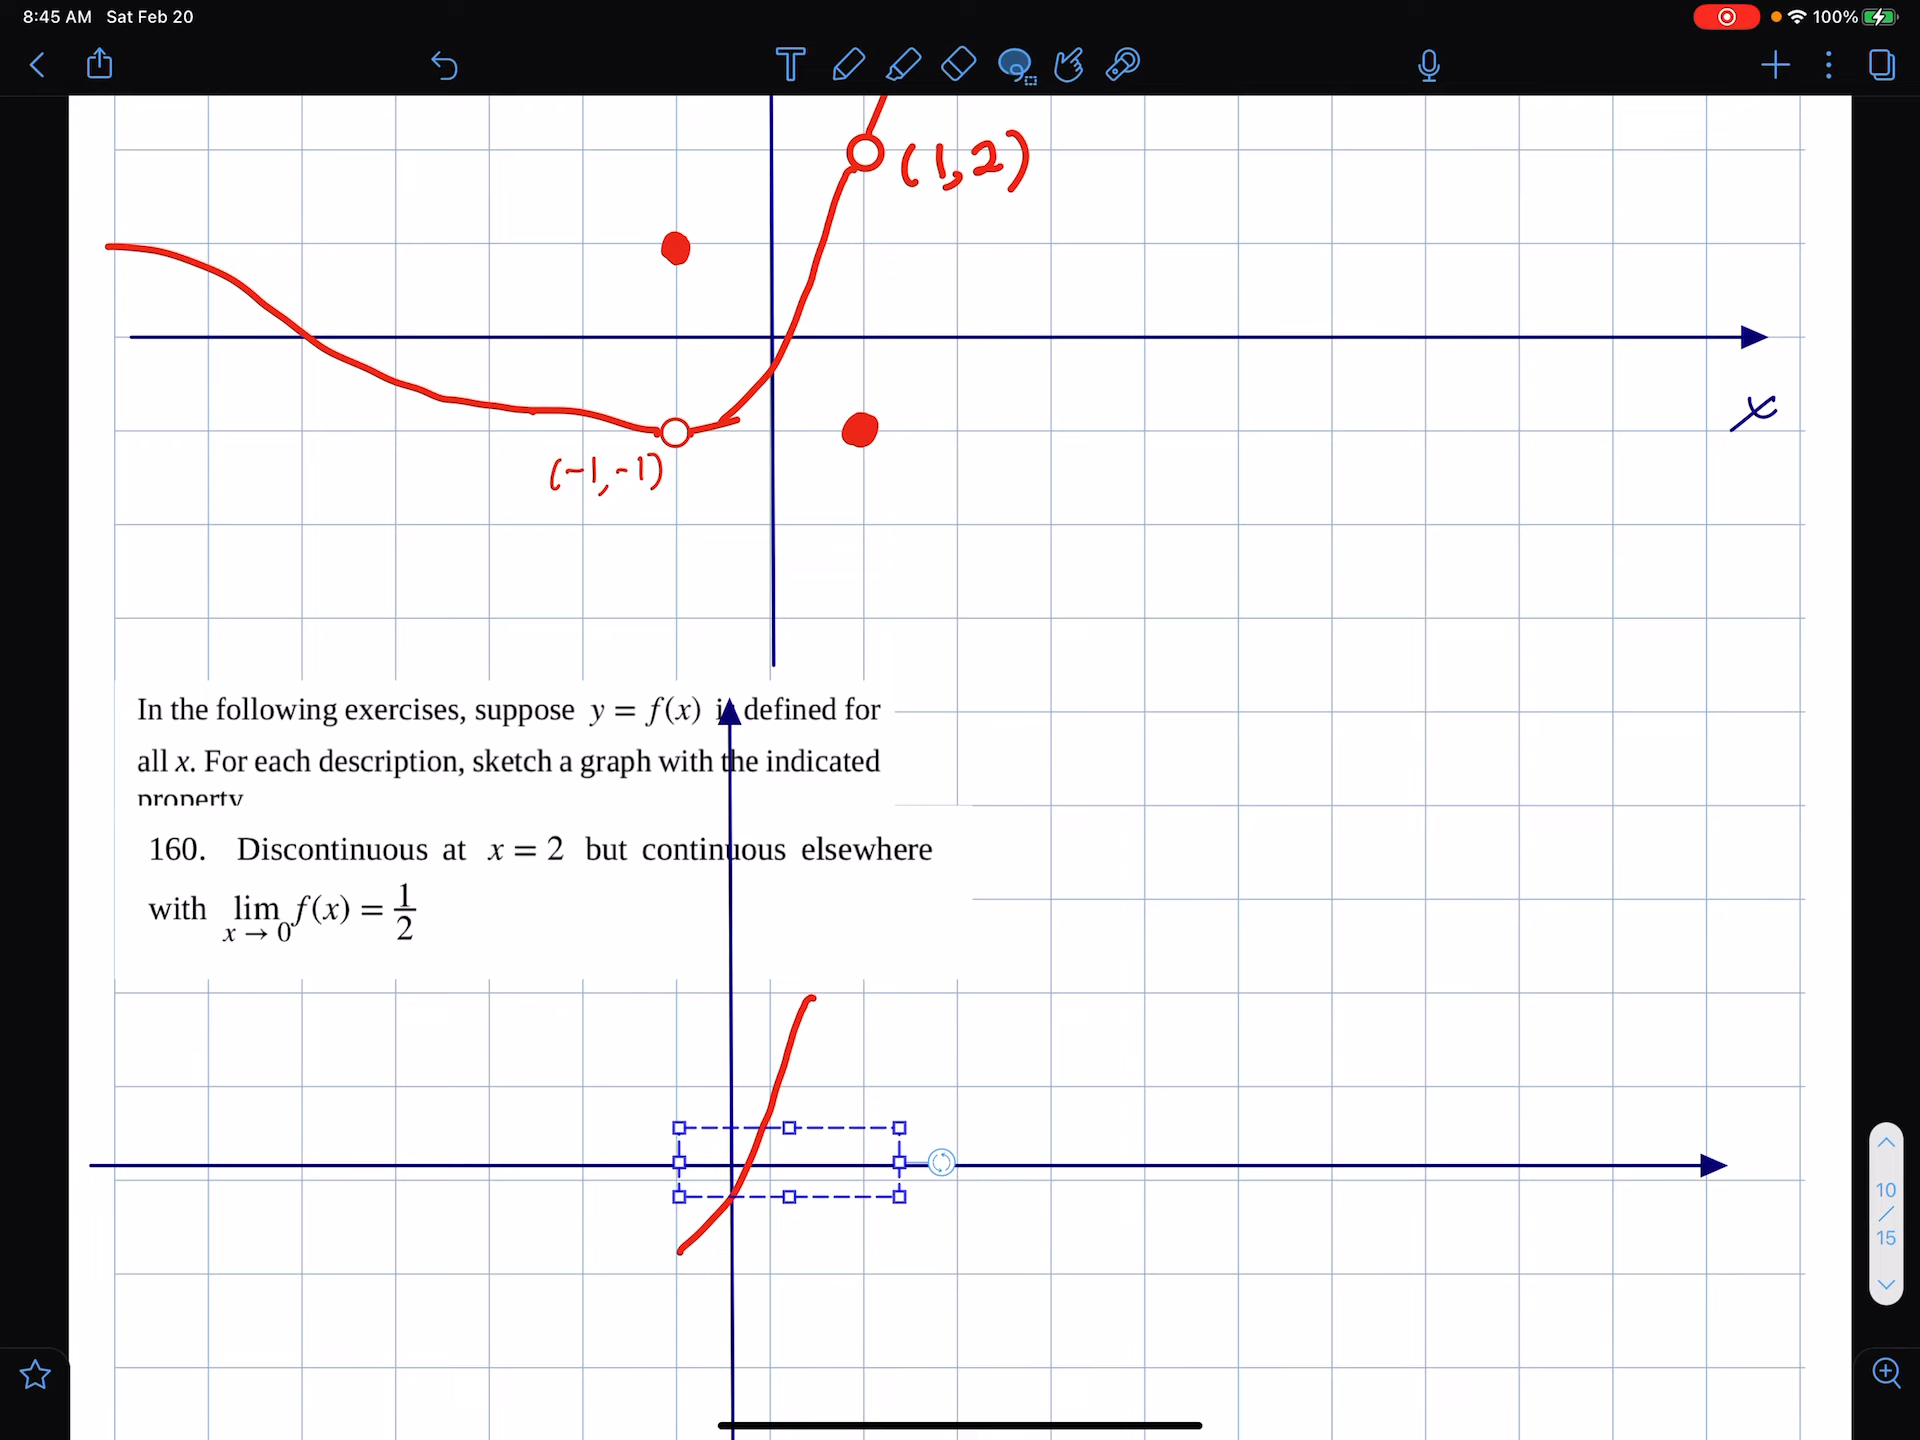 8:45 AM Sat Feb 20
100%
T
(1,2)
x
(-1,-1)
In the following exercises, suppose y = f(x) is defined for
all x. For each description, sketch a graph with the indicated
property
160. Discontinuous at x = 2 but continuous elsewhere
with lim x → 0 f(x) = 1/2
10
/
15